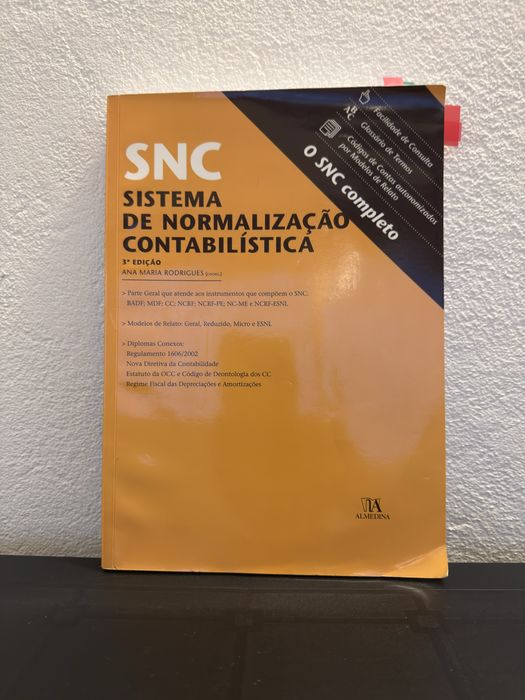 Facilidade de Consulta
ABC
Glossário de Termos
Códigos de Contas autonomizados
por Modelos de Relato
O SNC completo
SNC
SISTEMA
DE NORMALIZAÇÃO
CONTABILÍSTICA
3ª EDIÇÃO
ANA MARIA RODRIGUES (COORD.)
> Parte Geral que atende aos instrumentos que compõem o SNC:
BADF; MDF; CC; NCRF; NCRF-PE; NC-ME e NCRF-ESNL
> Modelos de Relato: Geral, Reduzido, Micro e ESNL
> Diplomas Conexos:
Regulamento 1606/2002
Nova Diretiva da Contabilidade
Estatuto da OCC e Código de Deontologia dos CC
Regime Fiscal das Depreciações e Amortizações
ALMEDINA